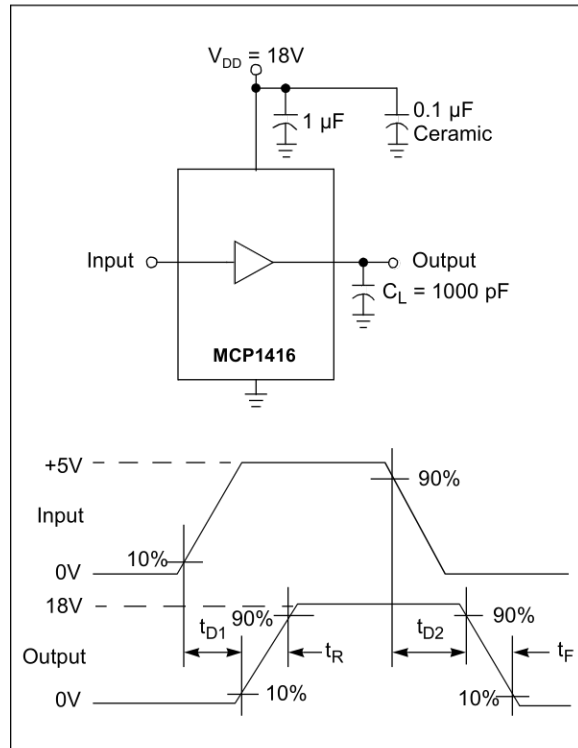 V_DD = 18V
1 µF
0.1 µF
Ceramic
Input
Output
C_L = 1000 pF
MCP1416
+5V
90%
Input
10%
0V
18V
90%
t_D1
t_R
t_D2
90%
t_F
Output
10%
10%
0V